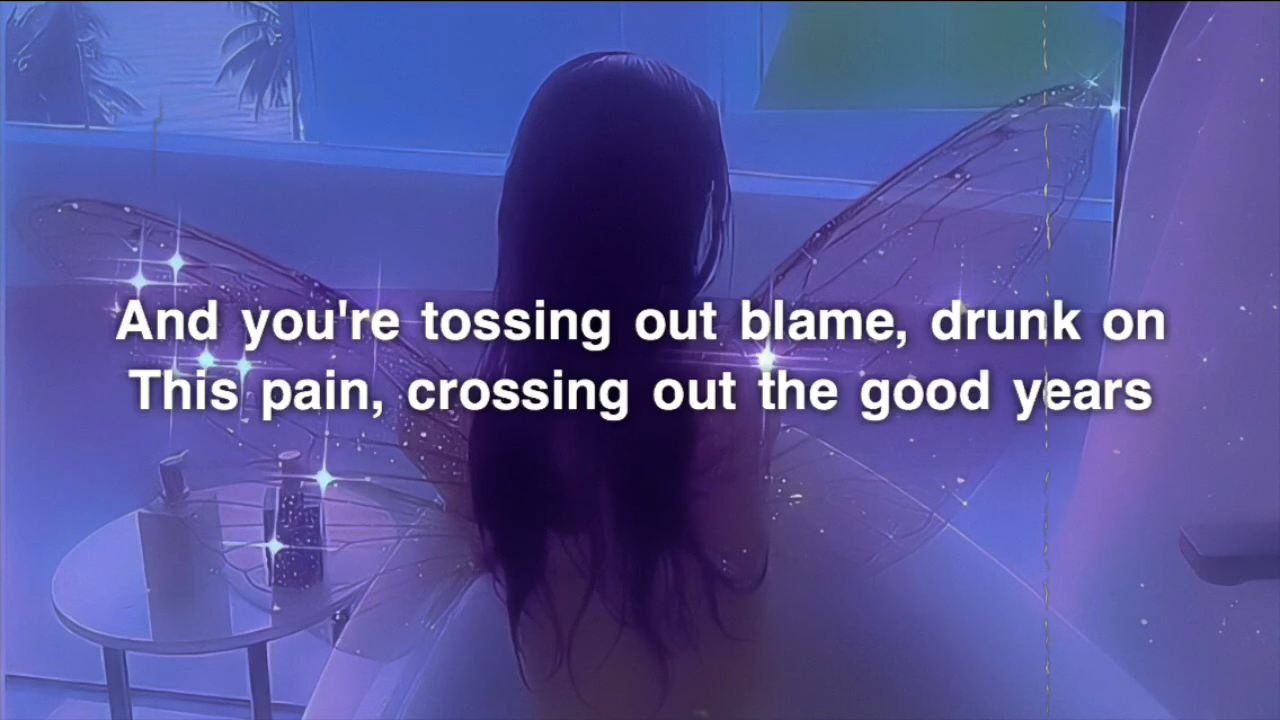 And you're tossing out blame, drunk on
This pain, crossing out the good years